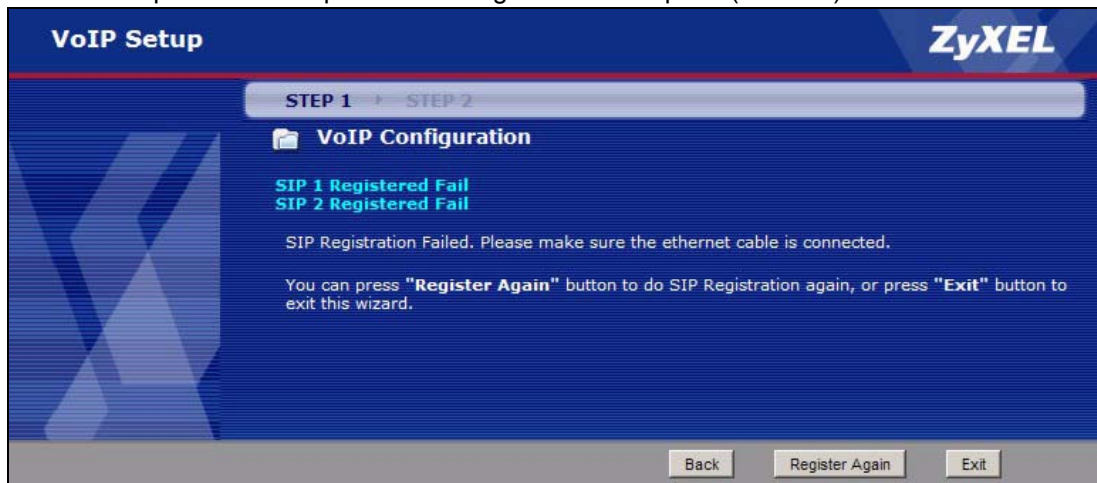 VoIP Setup
ZyXEL
STEP 1 STEP 2
VoIP Configuration
SIP 1 Registered Fail
SIP 2 Registered Fail
SIP Registration Failed. Please make sure the ethernet cable is connected.
You can press "Register Again" button to do SIP Registration again, or press "Exit" button to
exit this wizard.
Back Register Again Exit